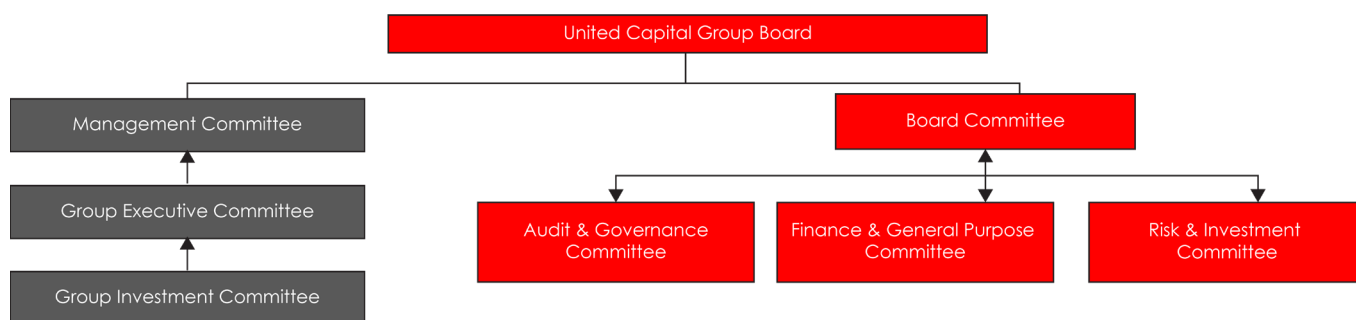 United Capital Group Board
Management Committee
Board Committee
Group Executive Committee
Audit & Governance
Committee
Finance & General Purpose
Committee
Risk & Investment
Committee
Group Investment Committee